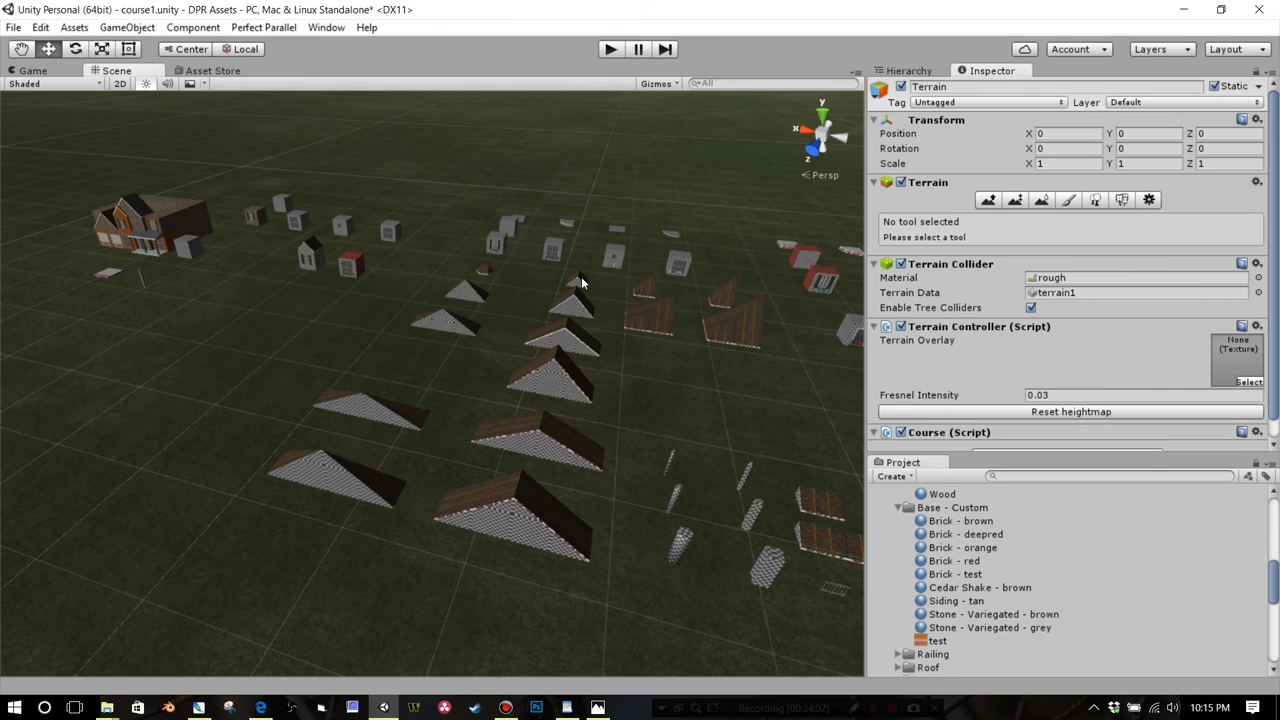 Unity Personal (64bit) - course1.unity - DPR Assets - PC, Mac & Linux Standalone* <DX11>
File Edit Assets GameObject Component Perfect Parallel Window Help
Center Local Account Layers Layout
Game Scene Asset Store Hierarchy Inspector
Shaded 2D Gizmos All
Terrain Static
Tag Untagged Layer Default
Transform
Position X 0 Y 0 Z 0
Rotation X 0 Y 0 Z 0
Scale X 1 Y 1 Z 1
y
x
z
Persp
Terrain
No tool selected
Please select a tool
Terrain Collider
Material rough
Terrain Data terrain1
Enable Tree Colliders
Terrain Controller (Script)
Terrain Overlay
None
(Texture)
Select
Fresnel Intensity 0.03
Reset heightmap
Course (Script)
Project
Create
Wood
Base - Custom
Brick - brown
Brick - deepred
Brick - orange
Brick - red
Brick - test
Cedar Shake - brown
Siding - tan
Stone - Variegated - brown
Stone - Variegated - grey
test
Railing
Roof
Recording [00:34:02]
10:15 PM